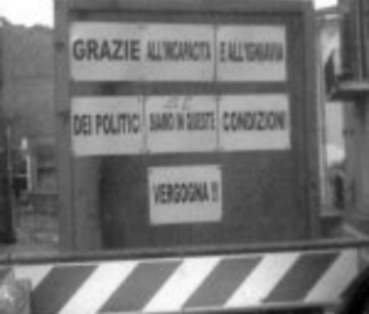 GRAZIE ALL'INCAPACITÀ E ALL'IGNAVIA
DEI POLITICI SIAMO IN QUESTE CONDIZIONI
VERGOGNA !!